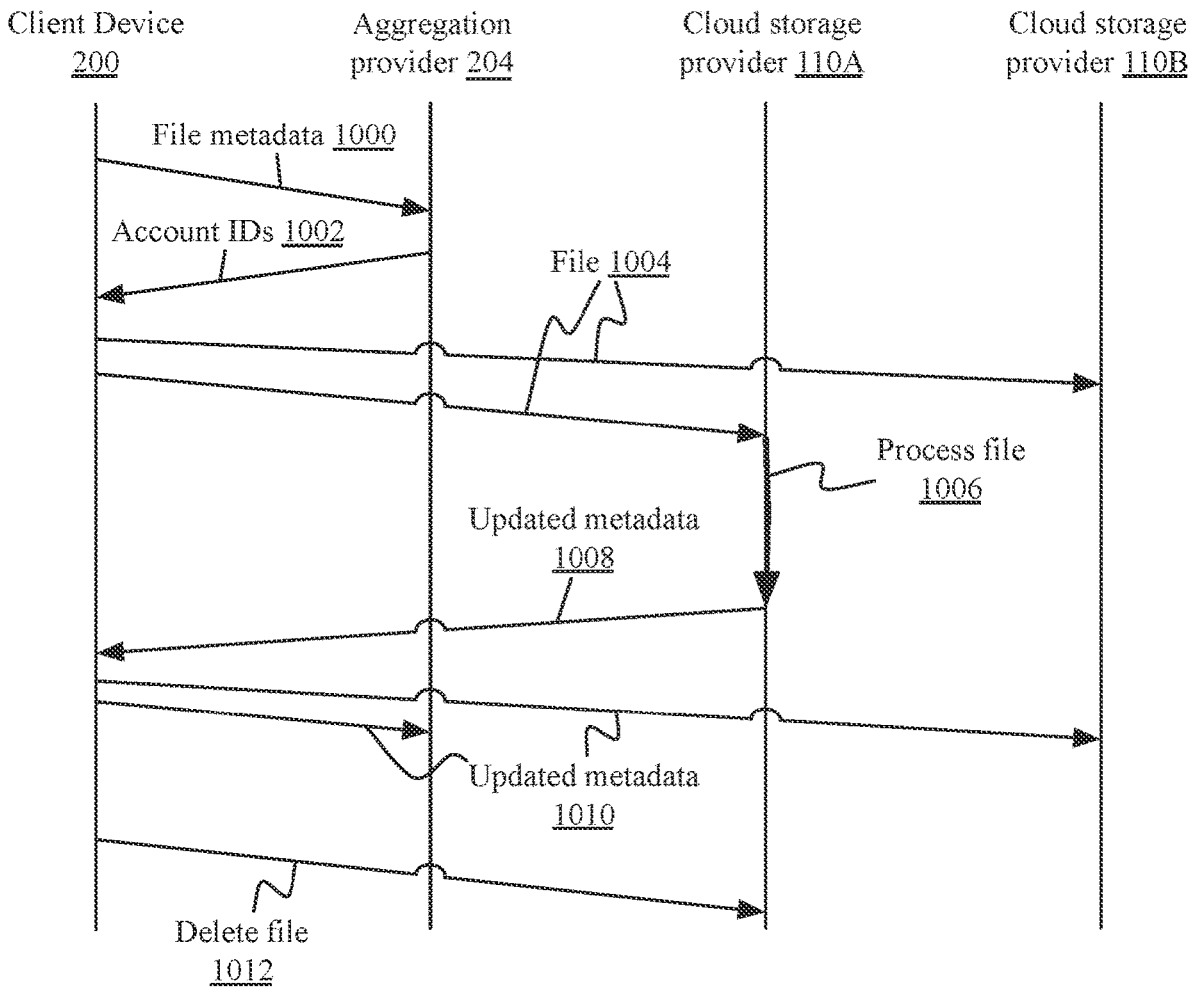 Client Device
200
Aggregation
provider 204
Cloud storage
provider 110A
Cloud storage
provider 110B
File metadata 1000
Account IDs 1002
File 1004
Process file
1006
Updated metadata
1008
Updated metadata
1010
Delete file
1012